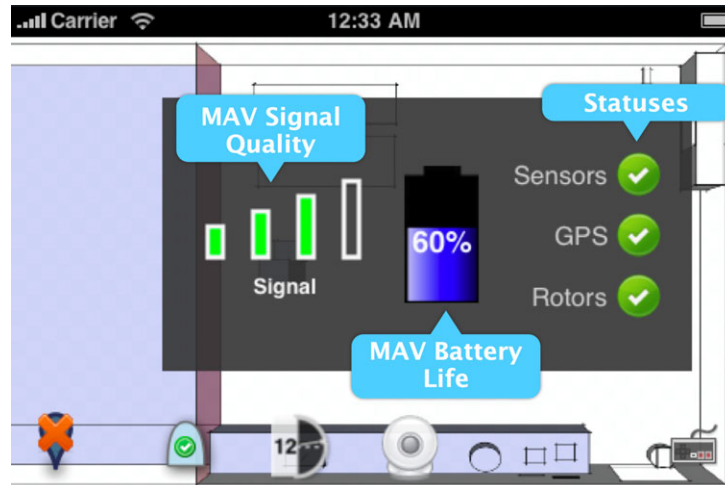 Carrier
12:33 AM
MAV Signal
Quality
Statuses
Sensors
60%
GPS
Signal
Rotors
MAV Battery
Life
12